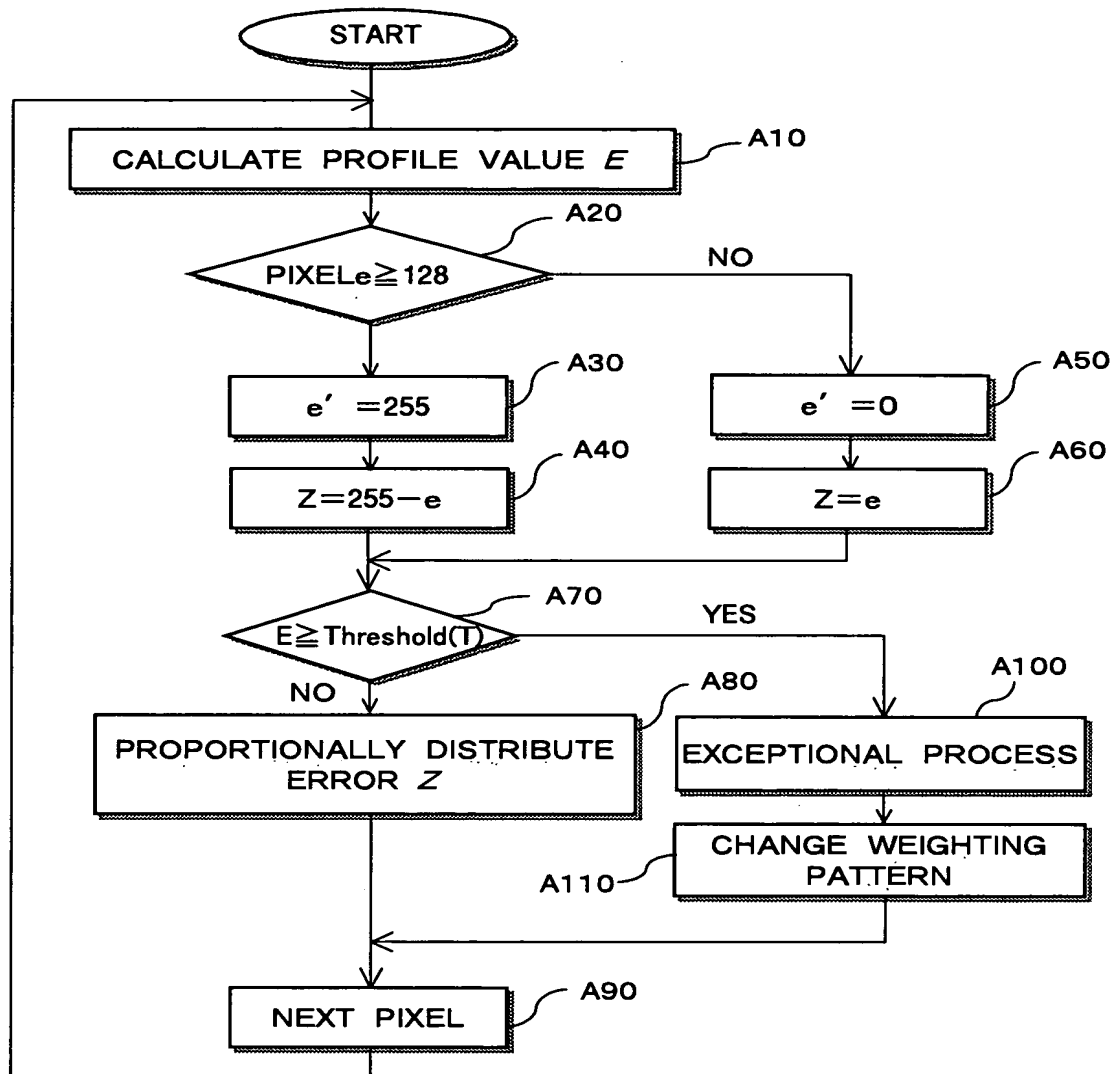 START
CALCULATE PROFILE VALUE E
A10
A20
PIXELe≧128
NO
A30
e′ =255
A50
e′ =0
A40
Z=255−e
A60
Z=e
A70
E≧Threshold(T)
YES
NO
A80
PROPORTIONALLY DISTRIBUTE
ERROR Z
A100
EXCEPTIONAL PROCESS
CHANGE WEIGHTING
PATTERN
A110
A90
NEXT PIXEL